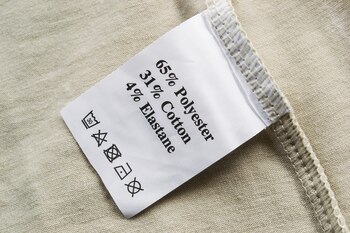 65% Polyester
31% Cotton
4% Elastane